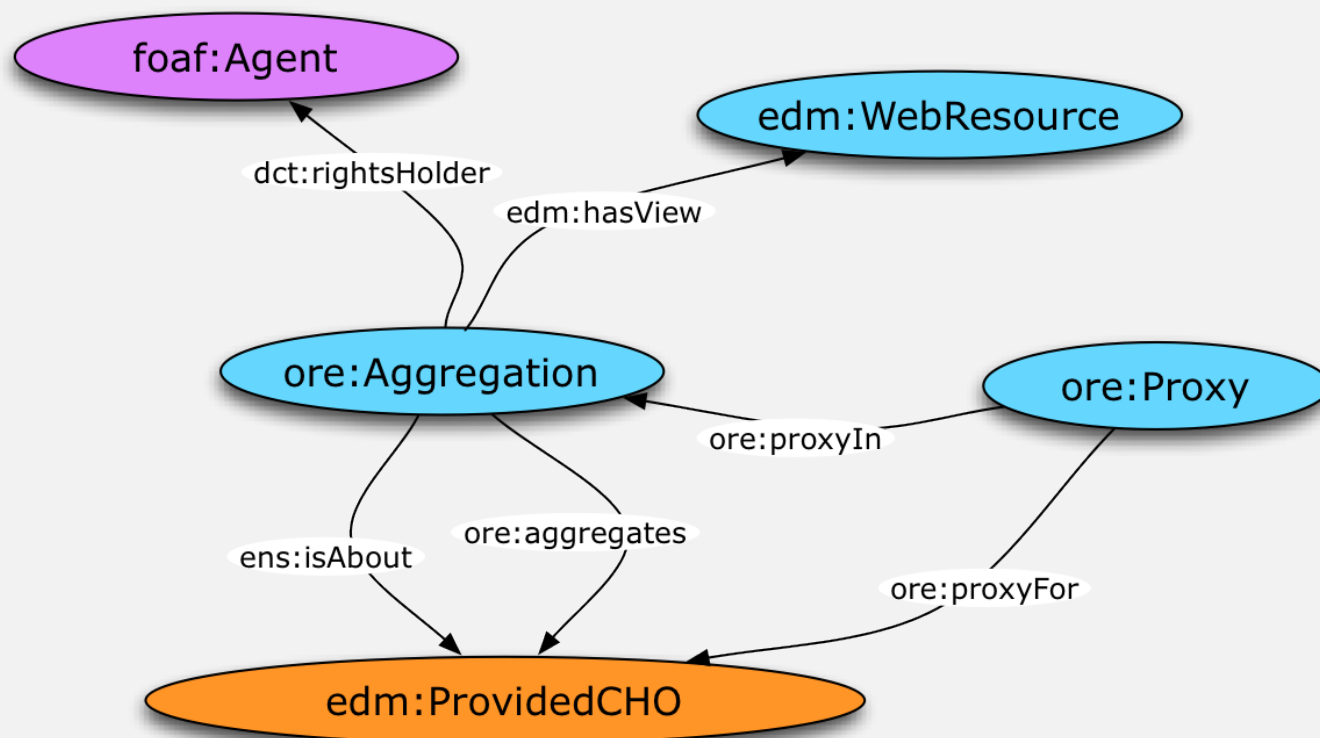 foaf:Agent
edm:WebResource
dct:rightsHolder
edm:hasView
ore:Aggregation
ore:Proxy
ore:proxyIn
ens:isAbout
ore:aggregates
ore:proxyFor
edm:ProvidedCHO